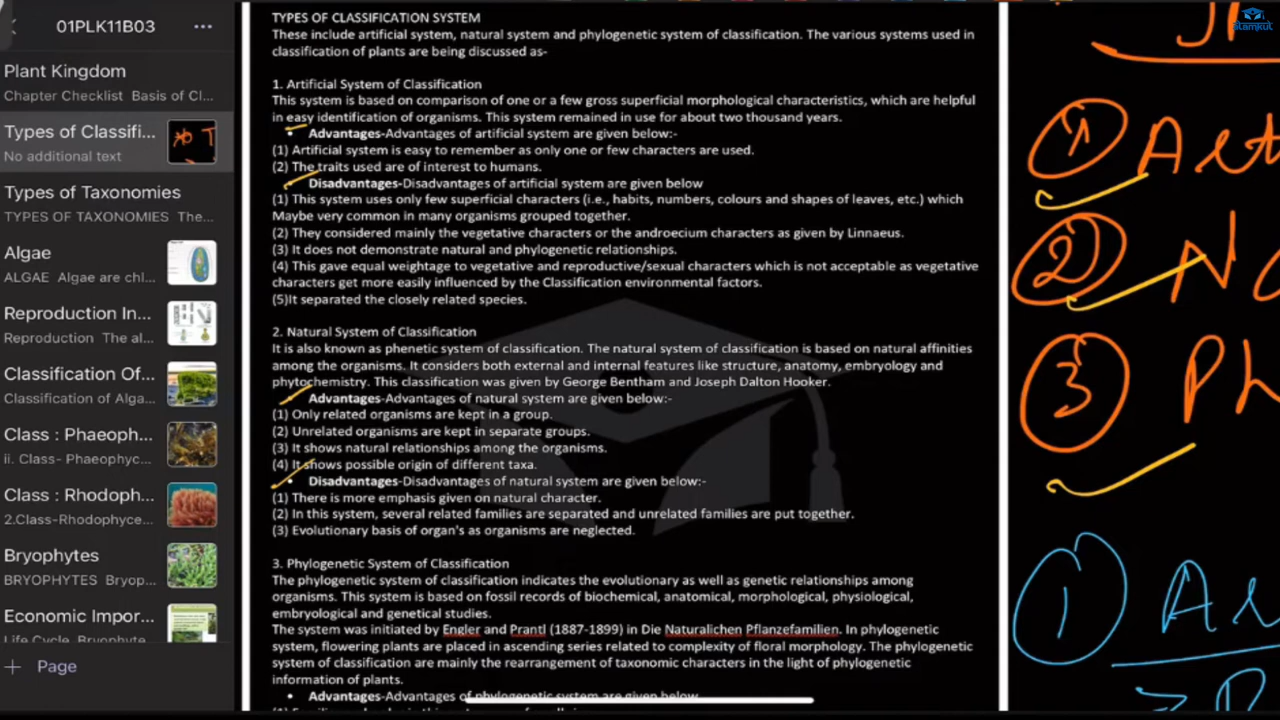 01PLK11B03
Plant Kingdom
Chapter Checklist Basis of Cl...
Types of Classifi...
No additional text
Types of Taxonomies
TYPES OF TAXONOMIES The...
Algae
ALGAE Algae are chl...
Reproduction In...
Reproduction The al...
Classification Of...
Classification of Alga...
Class : Phaeoph...
ii. Class- Phaeophyc...
Class : Rhodoph...
2.Class-Rhodophyce...
Bryophytes
BRYOPHYTES Bryop...
Economic Impor...
Life Cycle, Bryophyte
Page
TYPES OF CLASSIFICATION SYSTEM
These include artificial system, natural system and phylogenetic system of classification. The various systems used in
classification of plants are being discussed as-
1. Artificial System of Classification
This system is based on comparison of one or a few gross superficial morphological characteristics, which are helpful
in easy identification of organisms. This system remained in use for about two thousand years.
• Advantages-Advantages of artificial system are given below:-
(1) Artificial system is easy to remember as only one or few characters are used.
(2) The traits used are of interest to humans.
Disadvantages-Disadvantages of artificial system are given below
(1) This system uses only few superficial characters (i.e., habits, numbers, colours and shapes of leaves, etc.) which
Maybe very common in many organisms grouped together.
(2) They considered mainly the vegetative characters or the androecium characters as given by Linnaeus.
(3) It does not demonstrate natural and phylogenetic relationships.
(4) This gave equal weightage to vegetative and reproductive/sexual characters which is not acceptable as vegetative
characters get more easily influenced by the Classification environmental factors.
(5)It separated the closely related species.
2. Natural System of Classification
It is also known as phenetic system of classification. The natural system of classification is based on natural affinities
among the organisms. It considers both external and internal features like structure, anatomy, embryology and
phytochemistry. This classification was given by George Bentham and Joseph Dalton Hooker.
Advantages-Advantages of natural system are given below:-
(1) Only related organisms are kept in a group.
(2) Unrelated organisms are kept in separate groups.
(3) It shows natural relationships among the organisms.
(4) It shows possible origin of different taxa.
• Disadvantages-Disadvantages of natural system are given below:-
(1) There is more emphasis given on natural character.
(2) In this system, several related families are separated and unrelated families are put together.
(3) Evolutionary basis of organ's as organisms are neglected.
3. Phylogenetic System of Classification
The phylogenetic system of classification indicates the evolutionary as well as genetic relationships among
organisms. This system is based on fossil records of biochemical, anatomical, morphological, physiological,
embryological and genetical studies.
The system was initiated by Engler and Prantl (1887-1899) in Die Naturalichen Pflanzefamilien. In phylogenetic
system, flowering plants are placed in ascending series related to complexity of floral morphology. The phylogenetic
system of classification are mainly the rearrangement of taxonomic characters in the light of phylogenetic
information of plants.
• Advantages-Advantages of phylogenetic system are given below
1 Art
2 N
3 Ph
1 Ar